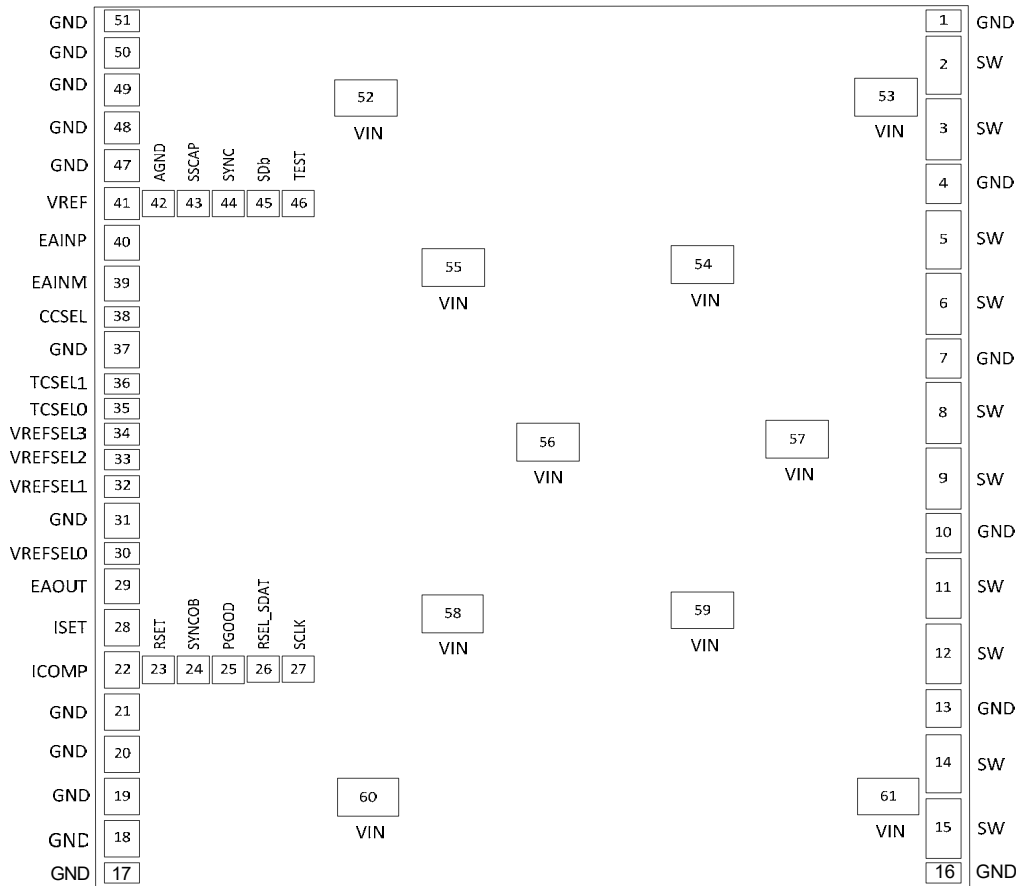 GND 51 1 GND
GND 50 2 SW
GND 49 52 53
VIN VIN
GND 48 3 SW
GND 47 AGND SSCAP SYNC SDb TEST 4 GND
VREF 41 42 43 44 45 46
EAINP 40 5 SW
55 54
EAINM 39
VIN VIN
6 SW
CCSEL 38
GND 37 7 GND
TCSEL1 36
TCSEL0 35 8 SW
VREFSEL3 34
56 57
VREFSEL2 33
VIN VIN
VREFSEL1 32 9 SW
GND 31 10 GND
VREFSEL0 30
EAOUT 29 11 SW
58 59
ISET 28 RSET SYNCOB PGOOD RSEL_SDAT SCLK
VIN VIN
12 SW
ICOMP 22 23 24 25 26 27
GND 21 13 GND
GND 20 14 SW
GND 19 60 61
VIN VIN
GND 18 15 SW
GND 17 16 GND